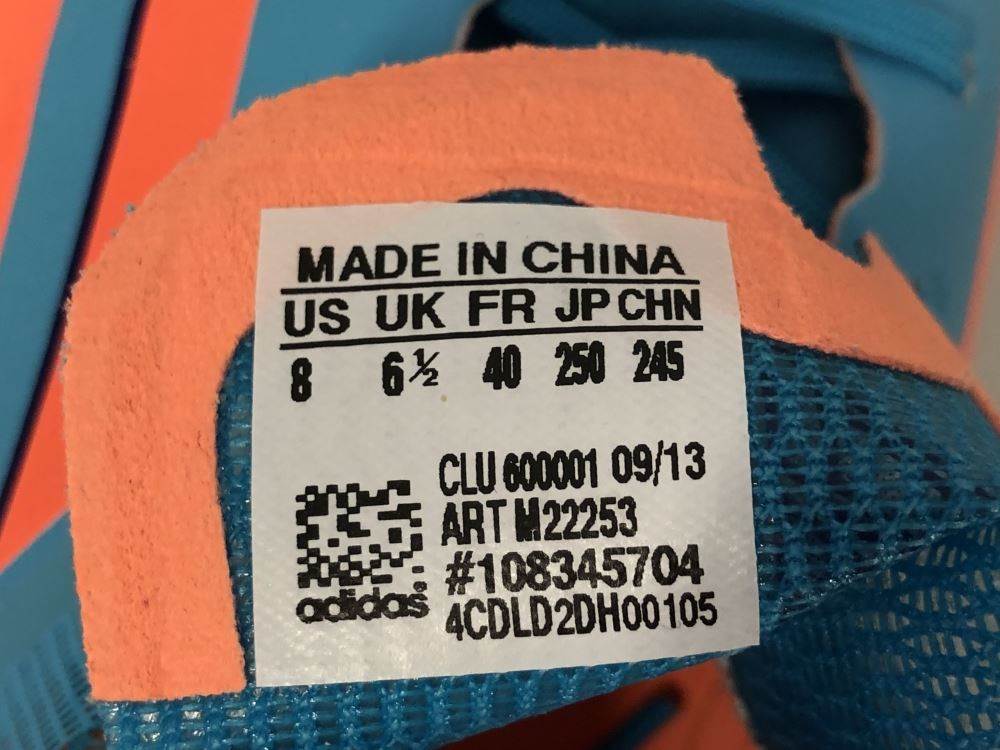 MADE IN CHINA
US UK FR JP CHN
8 6½ 40 250 245
CLU 600001 09/13
ART M22253
#108345704
adidas®
4CDLD2DH00105